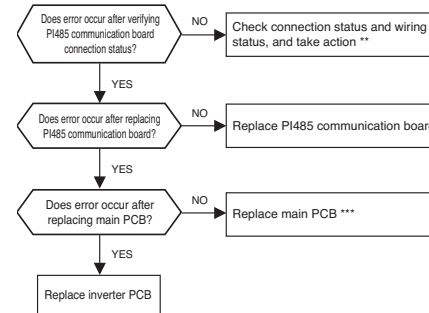 Does error occur after verifying
PI485 communication board
connection status?
NO
Check connection status and wiring
status, and take action **
YES
Does error occur after replacing
PI485 communication board?
NO
Replace PI485 communication
YES
Does error occur after
replacing main PCB?
NO
Replace main PCB ***
YES
Replace inverter PCB